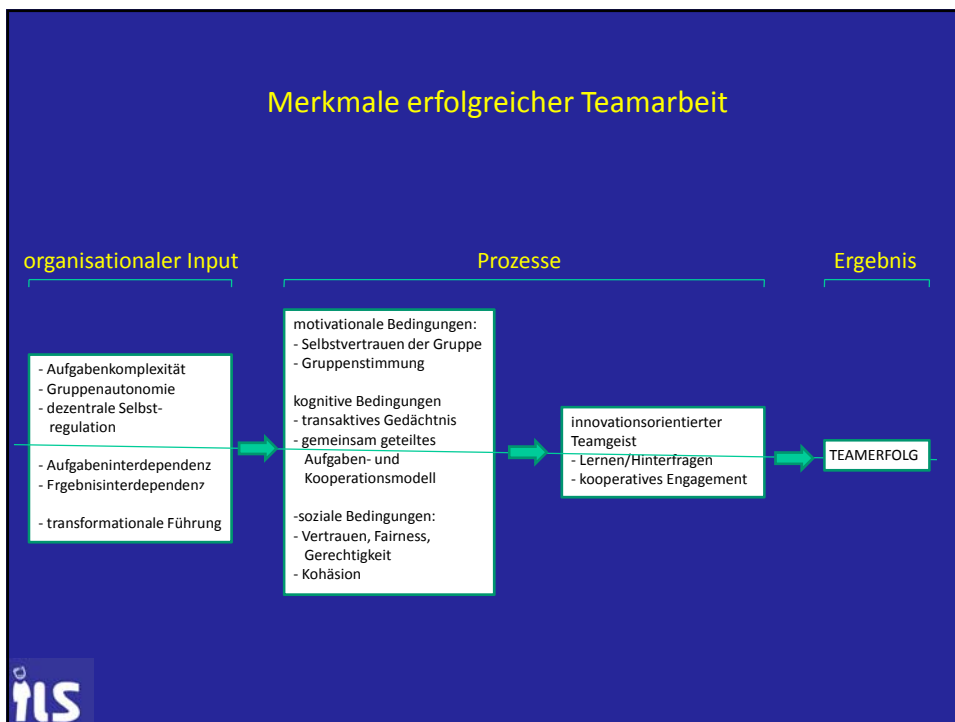 Merkmale erfolgreicher Teamarbeit
organisationaler Input
Prozesse
Ergebnis
- Aufgabenkomplexität
- Gruppenautonomie
- dezentrale Selbst-
regulation
- Aufgabeninterdependenz
- Ergebnisinterdependenz
- transformationale Führung
motivationale Bedingungen:
- Selbstvertrauen der Gruppe
- Gruppenstimmung
kognitive Bedingungen
- transaktives Gedächtnis
- gemeinsam geteiltes
Aufgaben- und
Kooperationsmodell
-soziale Bedingungen:
- Vertrauen, Fairness,
Gerechtigkeit
- Kohäsion
innovationsorientierter
Teamgeist
- Lernen/Hinterfragen
- kooperatives Engagement
TEAMERFOLG
ILS